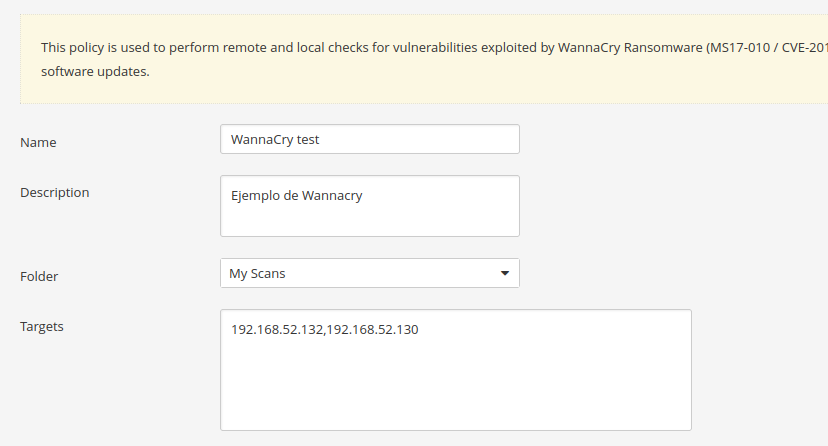 This policy is used to perform remote and local checks for vulnerabilities exploited by WannaCry Ransomware (MS17-010 / CVE-201
software updates.
Name
WannaCry test
Description
Ejemplo de Wannacry
Folder
My Scans
Targets
192.168.52.132,192.168.52.130